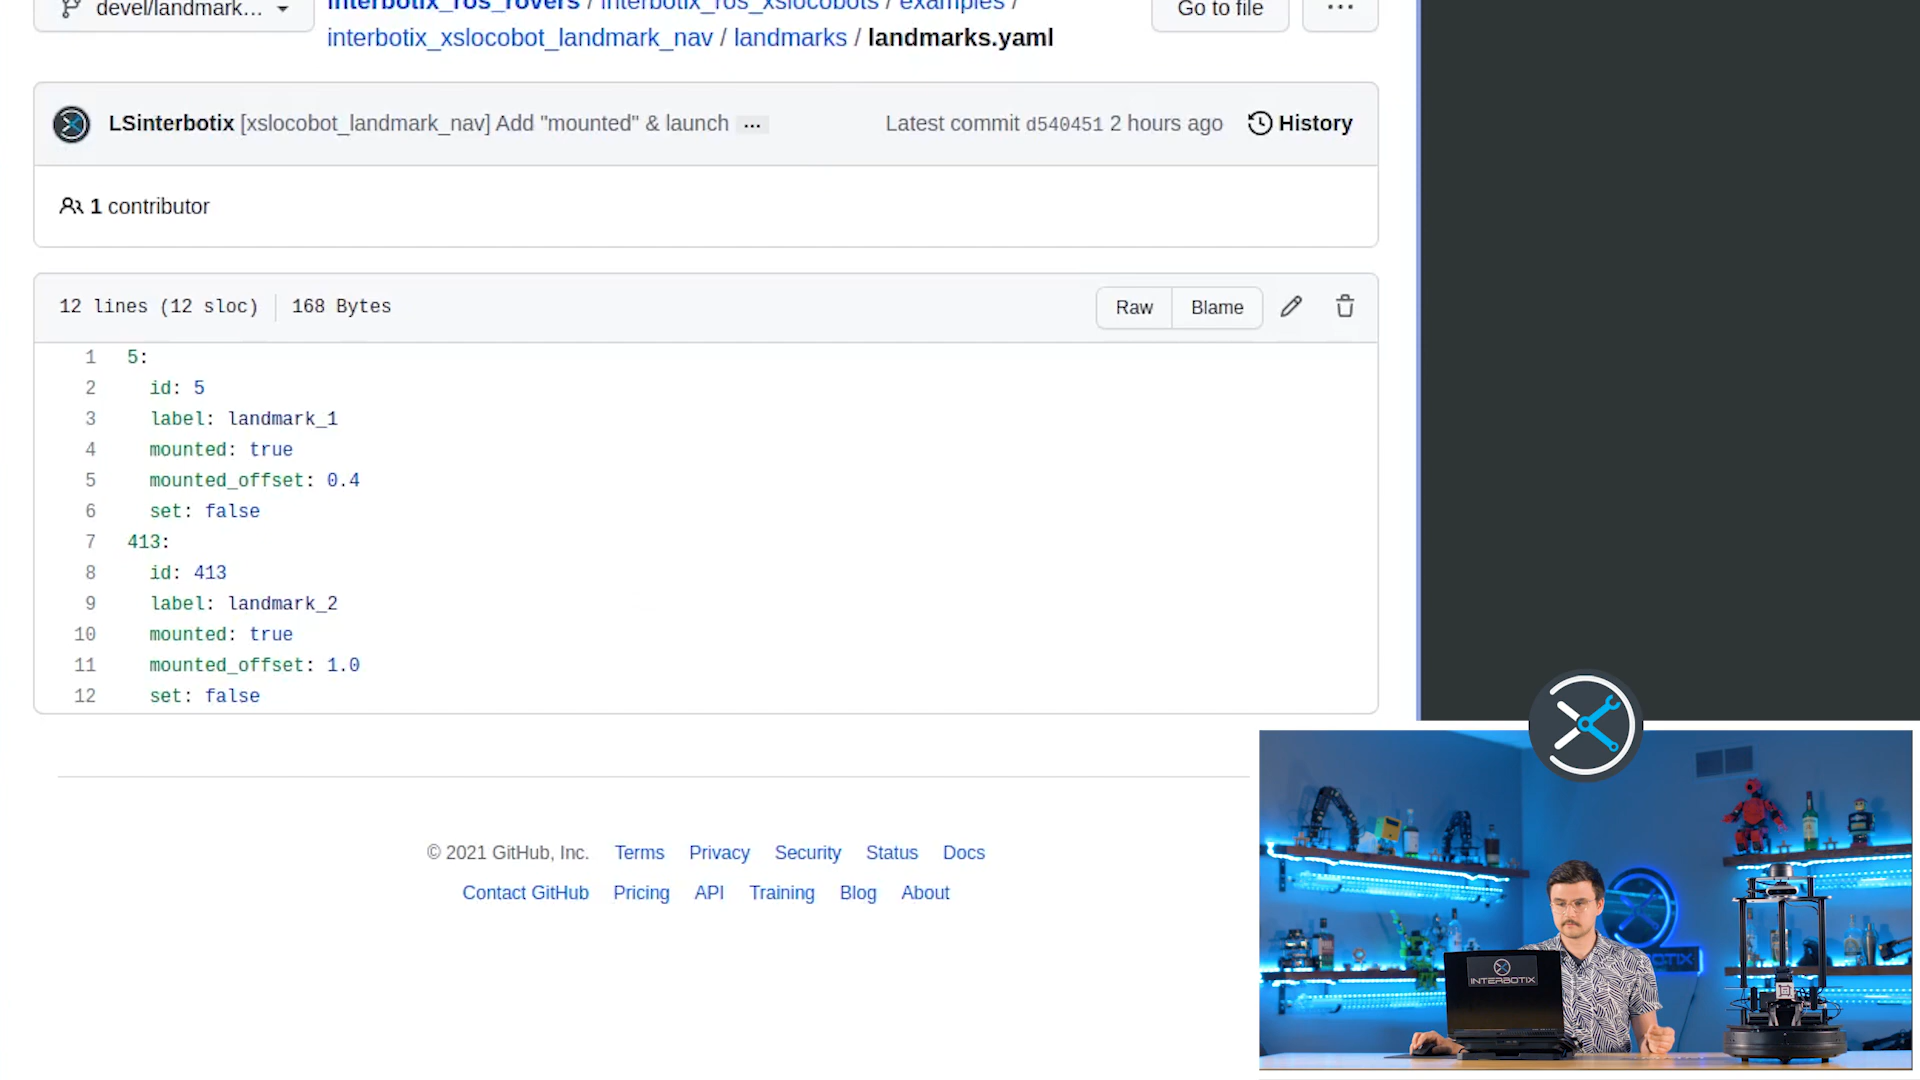 devel/landmark...
interbotix_ros_rovers / interbotix_ros_xslocobots / examples /
interbotix_xslocobot_landmark_nav / landmarks / landmarks.yaml
Go to file
...
LSinterbotix [xslocobot_landmark_nav] Add "mounted" & launch ...
Latest commit d540451 2 hours ago
History
1 contributor
12 lines (12 sloc) 168 Bytes
Raw Blame
1 5:
2 id: 5
3 label: landmark_1
4 mounted: true
5 mounted_offset: 0.4
6 set: false
7 413:
8 id: 413
9 label: landmark_2
10 mounted: true
11 mounted_offset: 1.0
12 set: false
© 2021 GitHub, Inc. Terms Privacy Security Status Docs
Contact GitHub Pricing API Training Blog About
INTERBOTIX